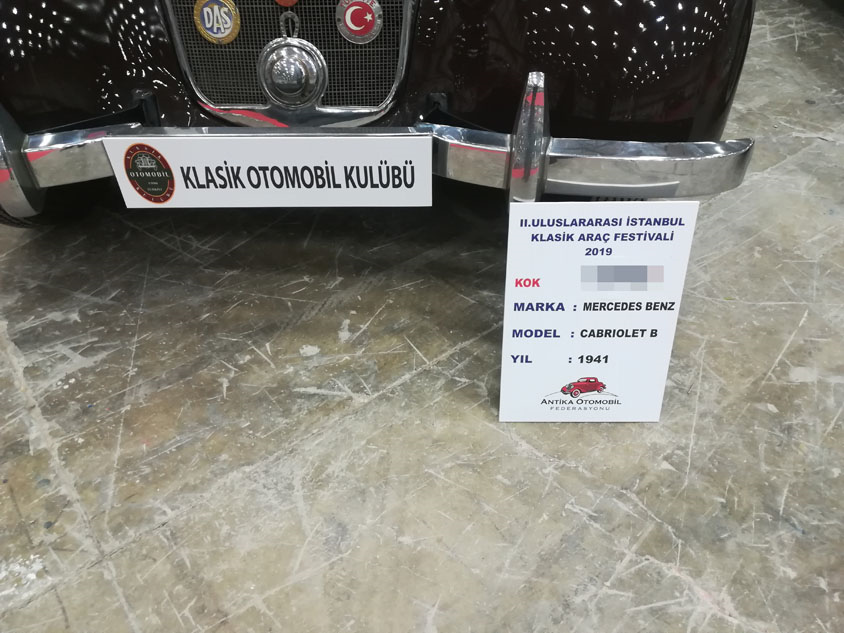 DAS
OTOMOBİL
KLASİK OTOMOBİL KULÜBÜ
II.ULUSLARARASI İSTANBUL
KLASİK ARAÇ FESTİVALİ
2019
KOK
MARKA : MERCEDES BENZ
MODEL : CABRIOLET B
YIL : 1941
ANTİKA OTOMOBİL
FEDERASYONU